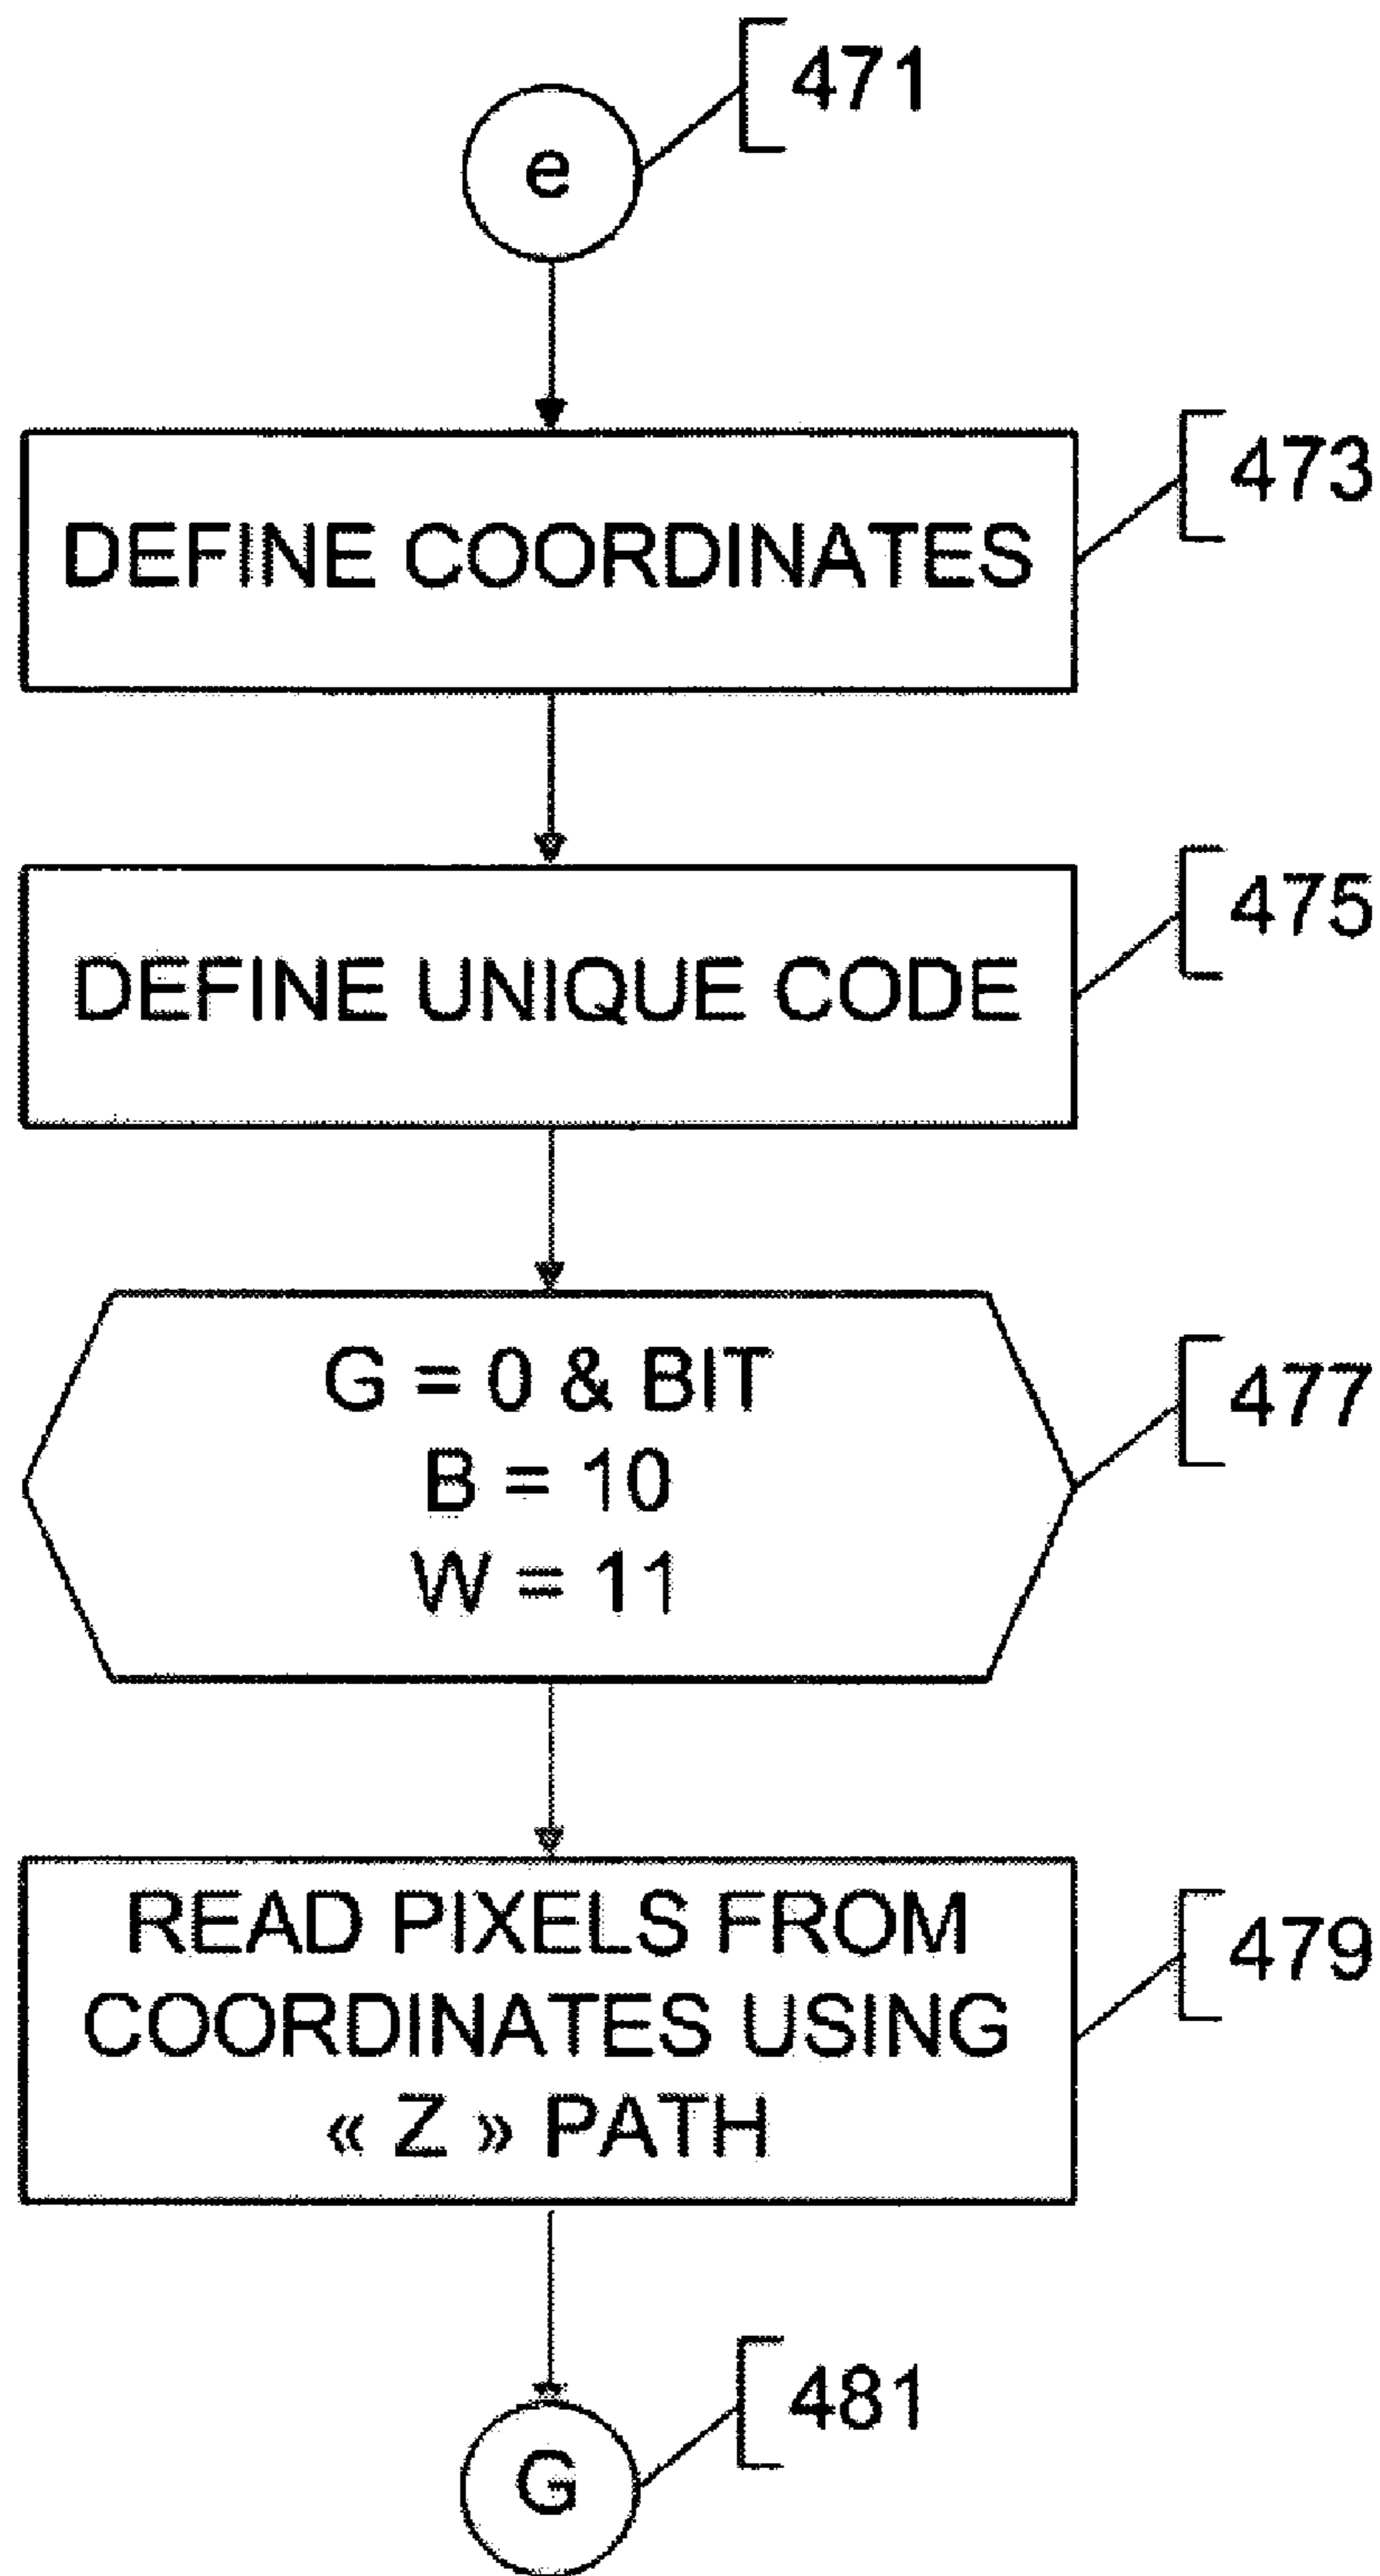 471
e
473
DEFINE COORDINATES
475
DEFINE UNIQUE CODE
G = 0 & BIT
477
B = 10
W = 11
READ PIXELS FROM
479
COORDINATES USING
« Z » PATH
481
G